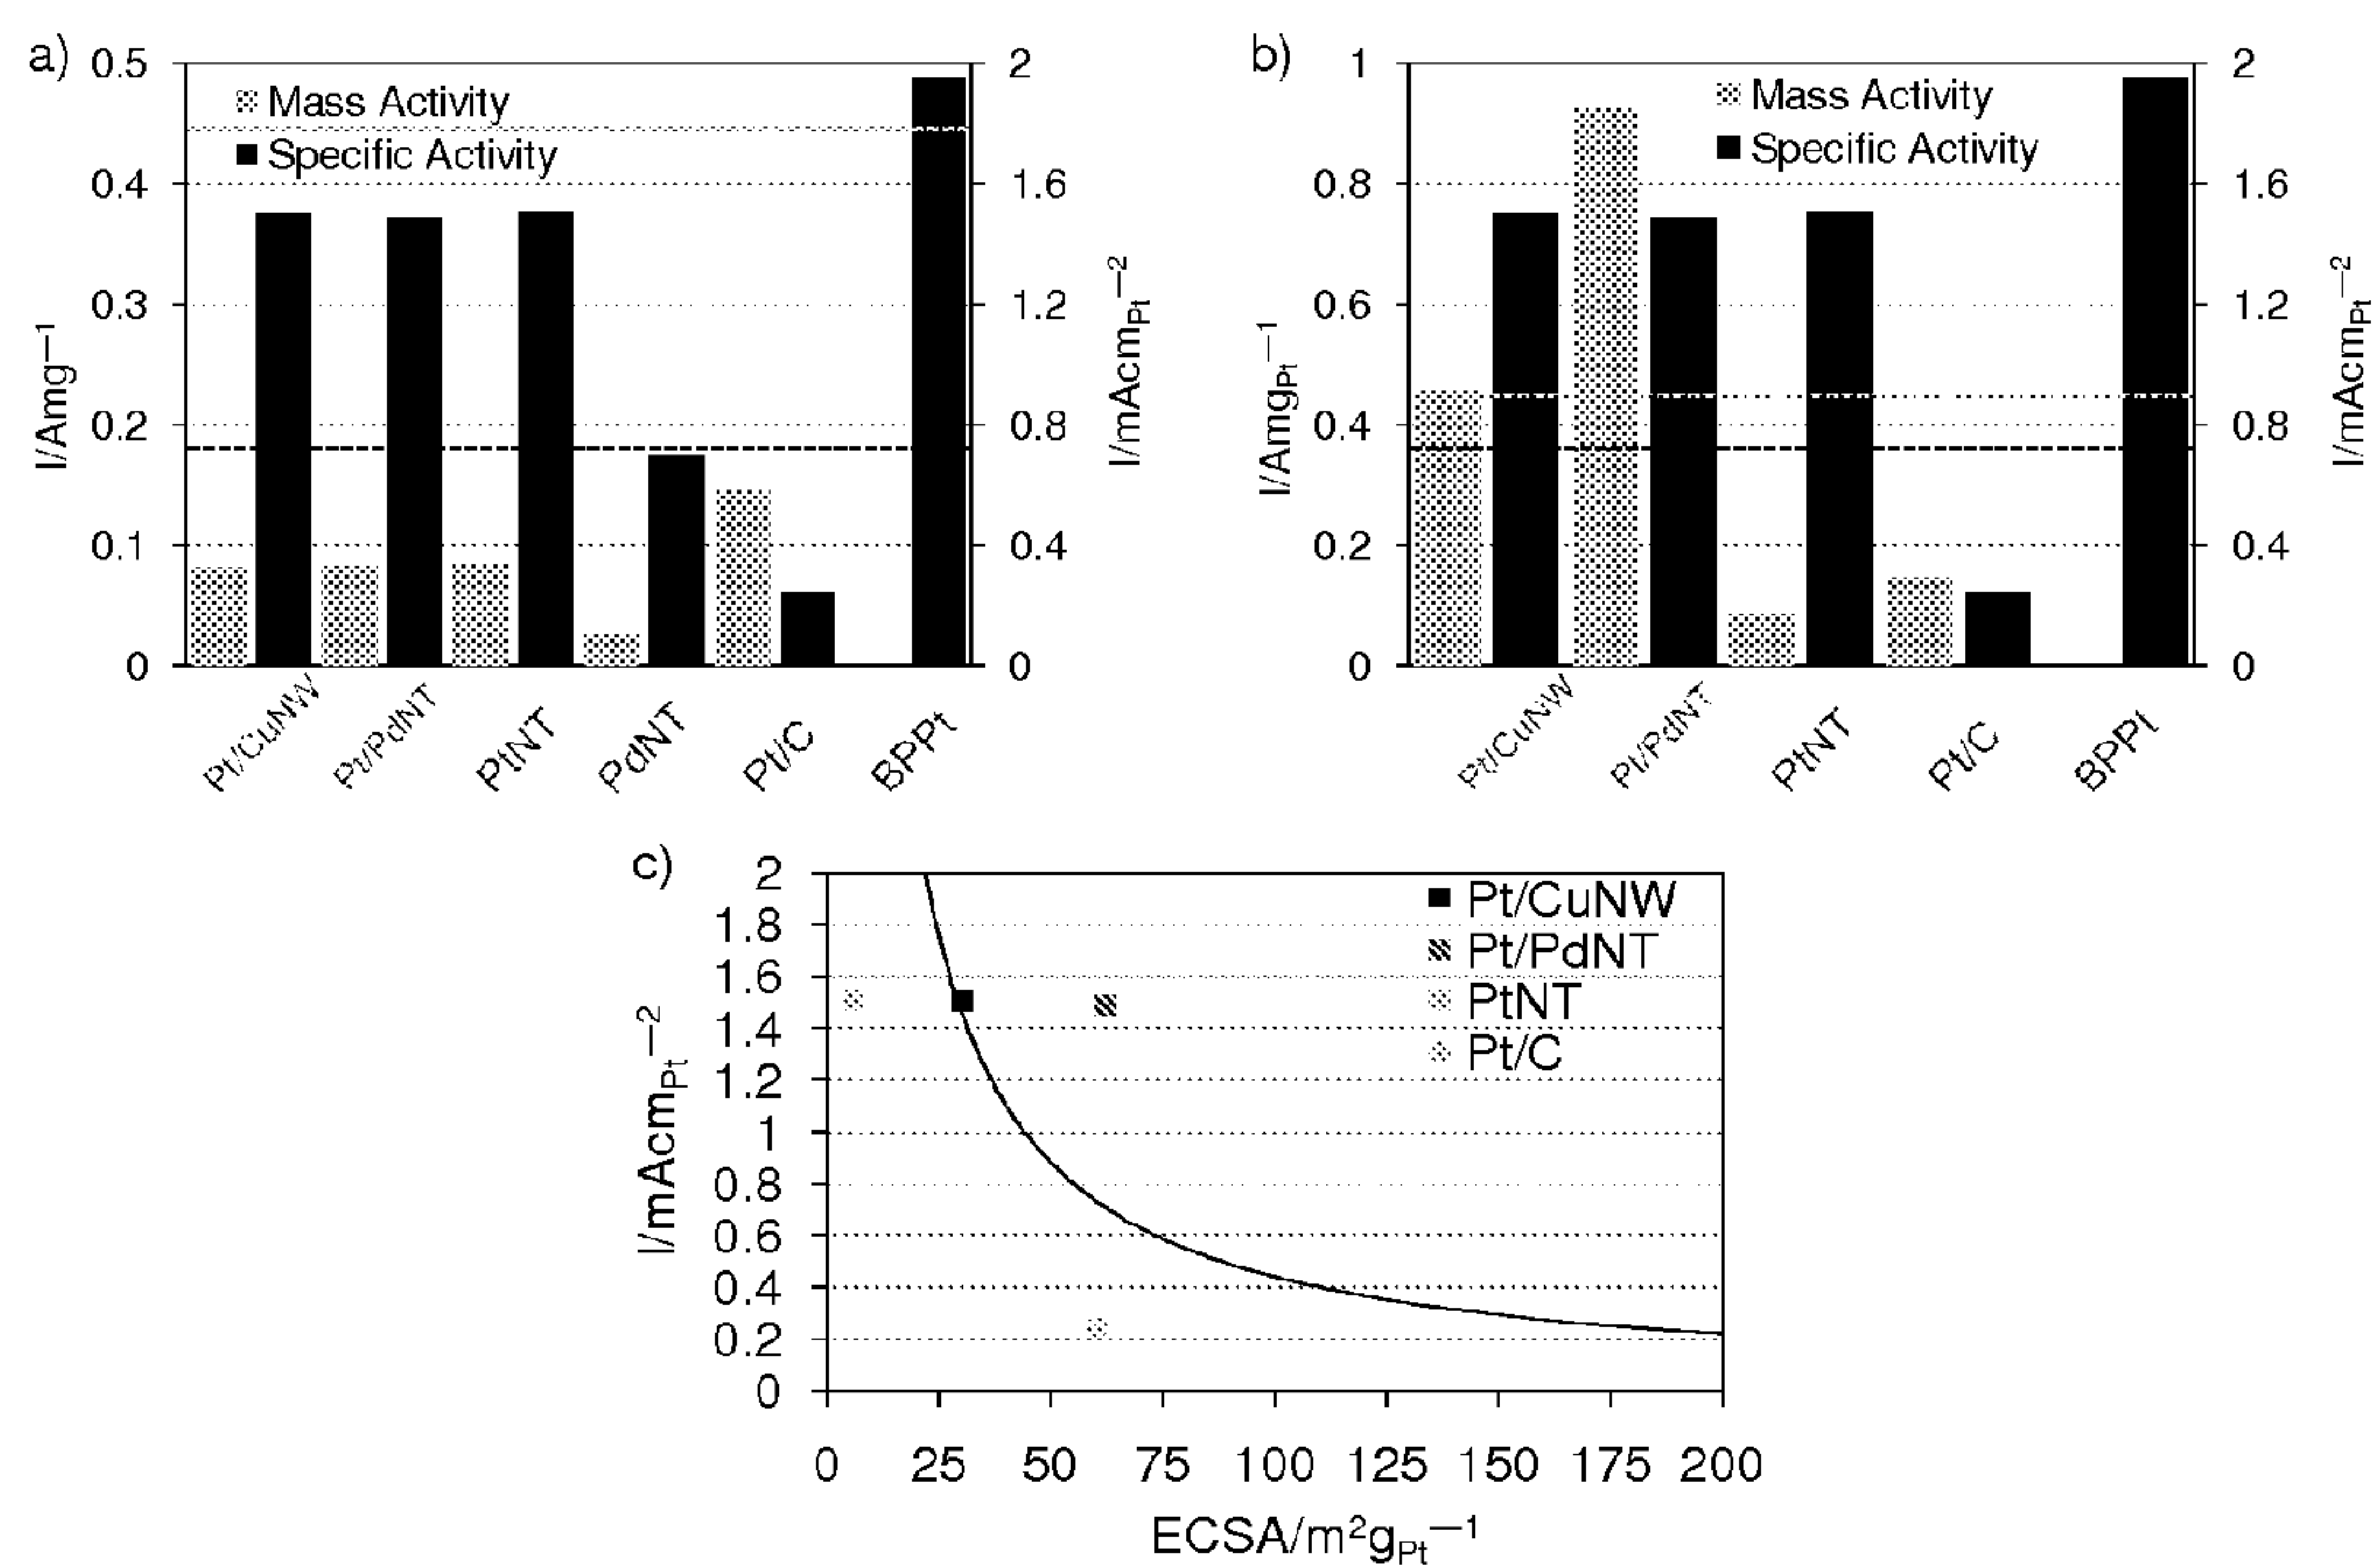 a)
0.5
0.4
0.3
0.2
0.1
0
I/Amg—1
Mass Activity
Specific Activity
2
1.6
1.2
0.8
0.4
0
I/mAcmPt—2
Pt/CuNW
Pt/PdNT
PtNT
PdNT
Pt/C
BPPt
b)
1
0.8
0.6
0.4
0.2
0
I/AmgPt—1
Mass Activity
Specific Activity
2
1.6
1.2
0.8
0.4
0
I/mAcmPt—2
Pt/CuNW
Pt/PdNT
PtNT
Pt/C
BPPt
c)
2
1.8
1.6
1.4
1.2
1
0.8
0.6
0.4
0.2
0
I/mAcmPt—2
Pt/CuNW
Pt/PdNT
PtNT
Pt/C
0 25 50 75 100 125 150 175 200
ECSA/m²gPt—1